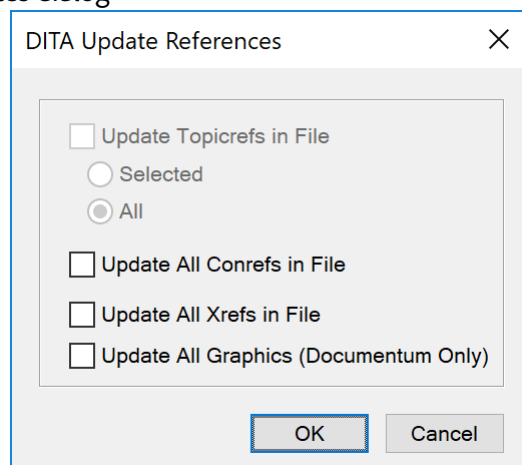 DITA Update References
Update Topicrefs in File
Selected
All
Update All Conrefs in File
Update All Xrefs in File
Update All Graphics (Documentum Only)
OK Cancel